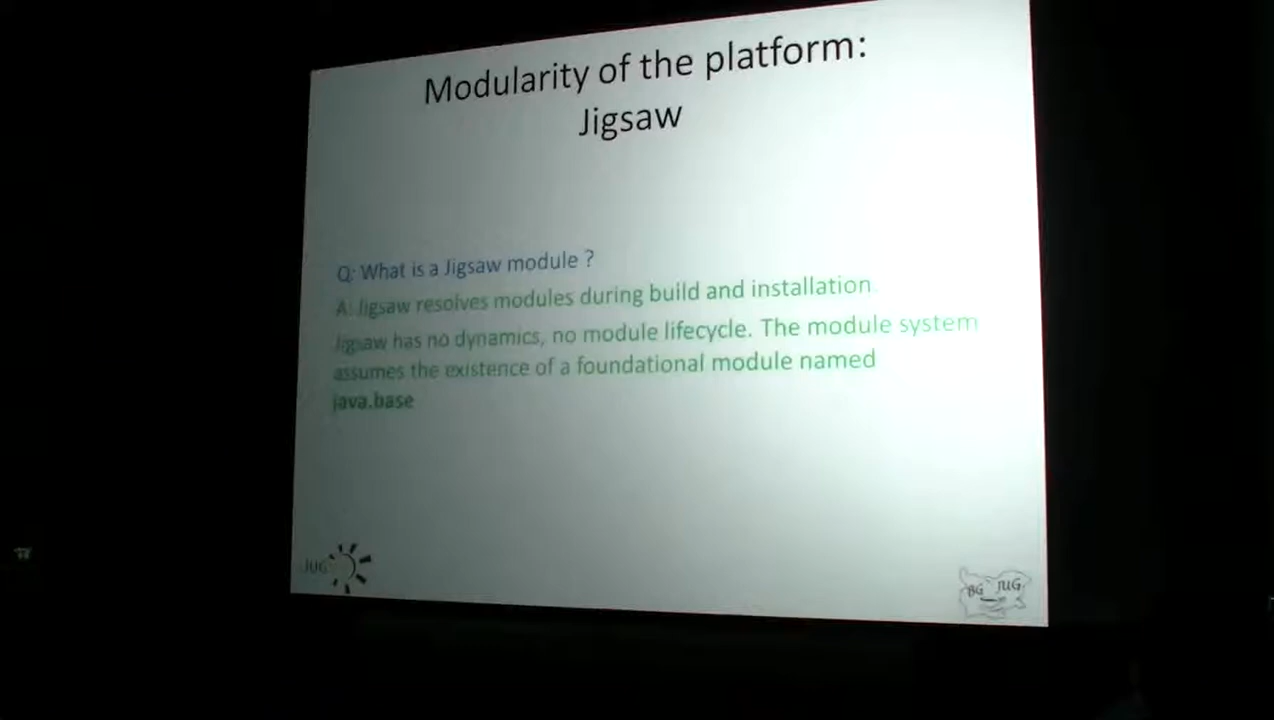 Modularity of the platform:
Jigsaw
Q: What is a Jigsaw module ?
A: Jigsaw resolves modules during build and installation
Jigsaw has no dynamics, no module lifecycle. The module system
assumes the existence of a foundational module named
java.base
JUG
BG JUG